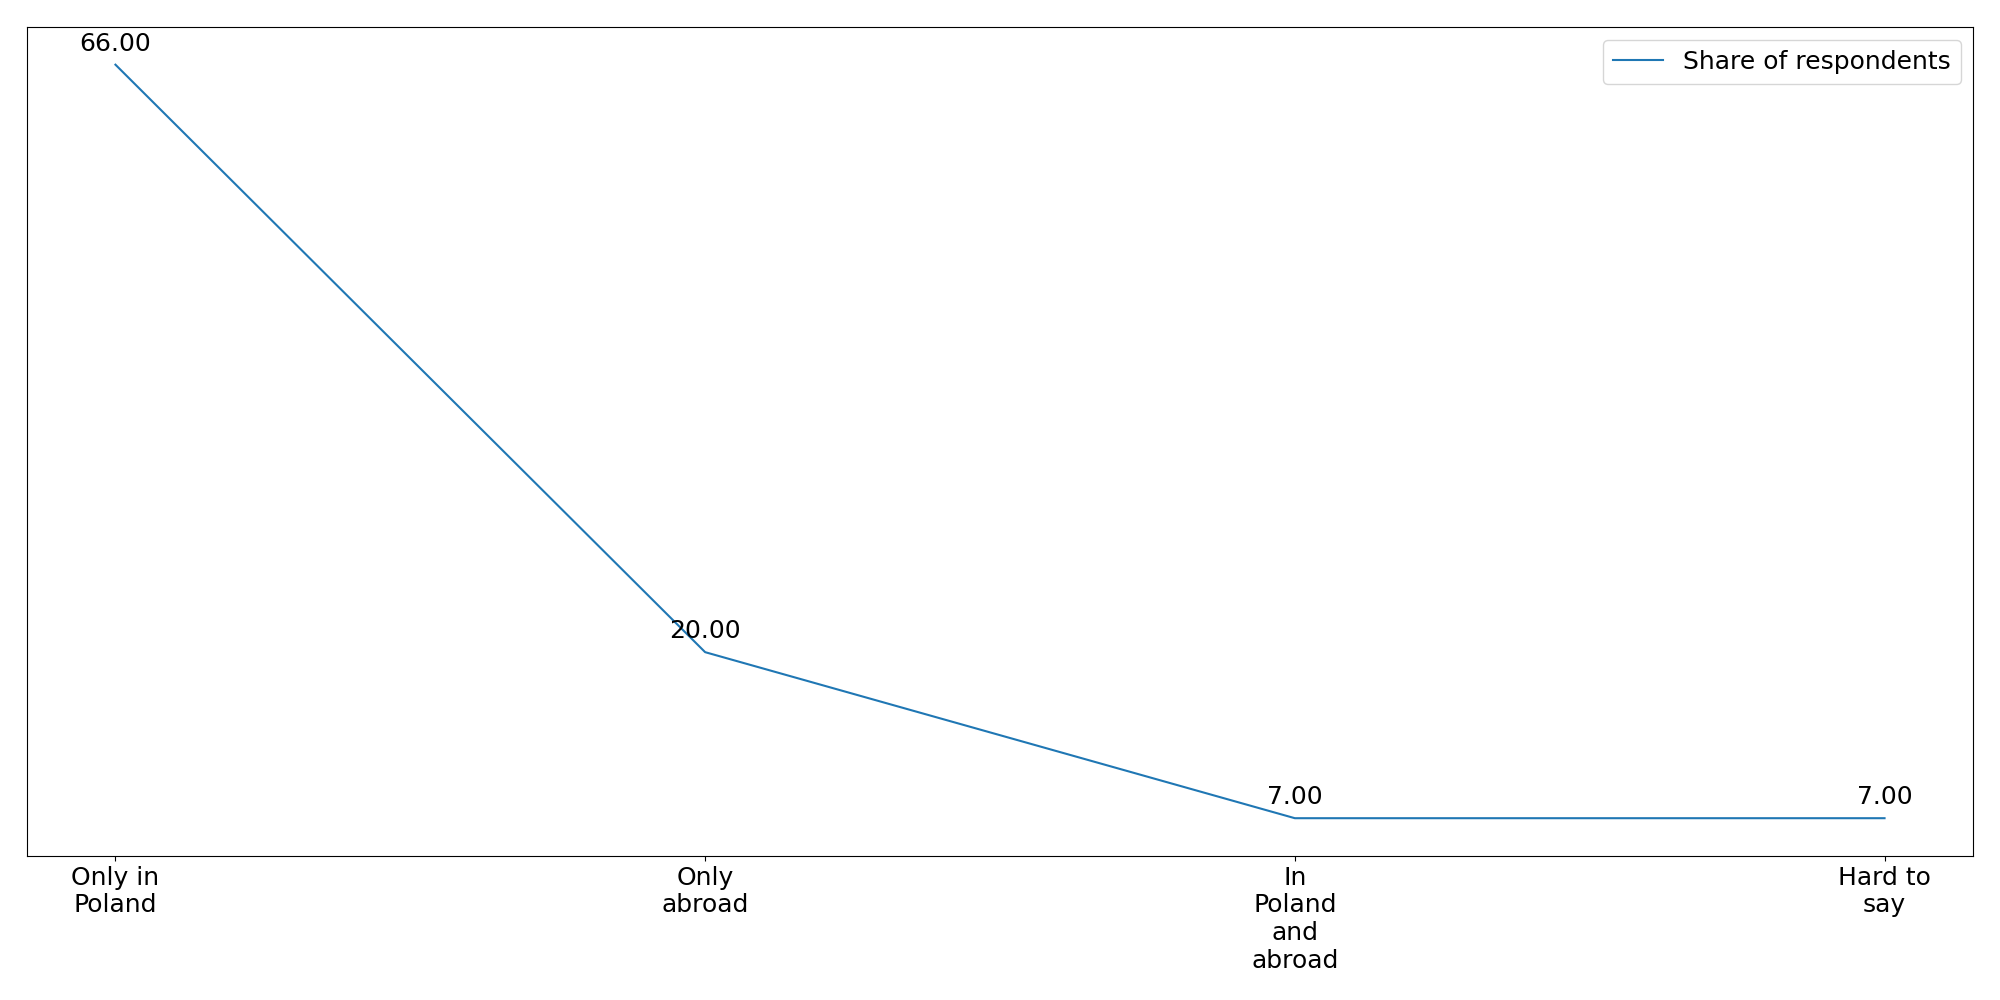 66.00
Share of respondents
20.00
7.00
7.00
Only in
Poland
Only
abroad
In
Poland
and
abroad
Hard to
say